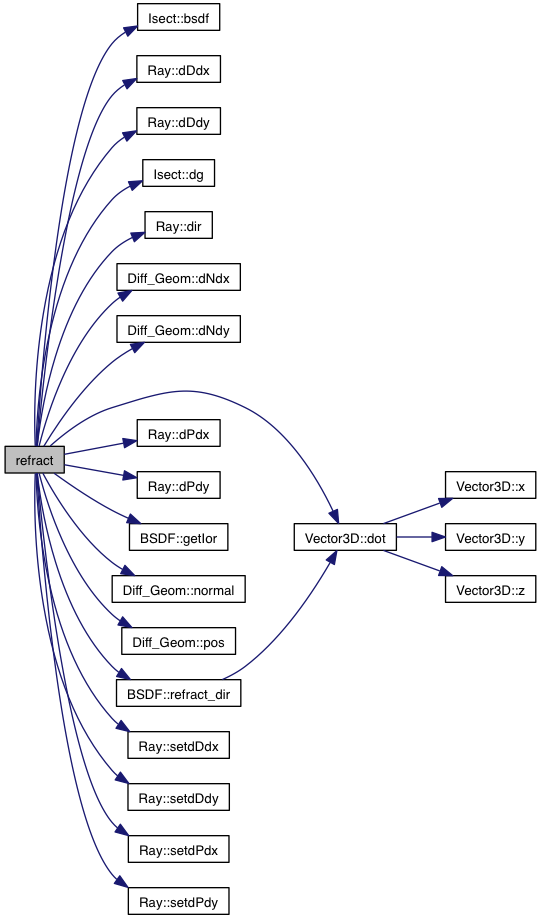 Isect::bsdf
Ray::dDdx
Ray::dDdy
Isect::dg
Ray::dir
Diff_Geom::dNdx
Diff_Geom::dNdy
Ray::dPdx
refract
Ray::dPdy
Vector3D::x
BSDF::getIor
Vector3D::dot
Vector3D::y
Diff_Geom::normal
Vector3D::z
Diff_Geom::pos
BSDF::refract_dir
Ray::setdDdx
Ray::setdDdy
Ray::setdPdx
Ray::setdPdy